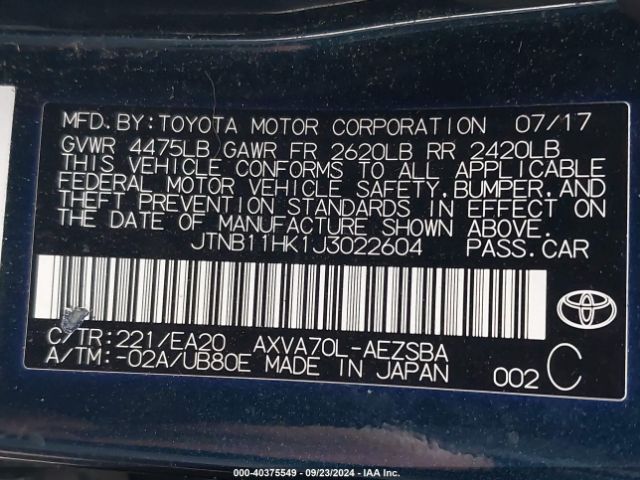 MFD.BY:TOYOTA MOTOR CORPORATION 07/17
GVWR 4475LB GAWR FR 2620LB RR 2420LB
THIS VEHICLE CONFORMS TO ALL APPLICABLE
FEDERAL MOTOR VEHICLE SAFETY,BUMPER,AND
THEFT PREVENTION STANDARDS IN EFFECT ON
THE DATE OF MANUFACTURE SHOWN ABOVE.
JTNB11HK1J3022604 PASS.CAR
C/TR:221/EA20 AXVA70L-AEZSBA
A/TM:-02A/UB80E MADE IN JAPAN
002 C
000-40375549 - 09/23/2024 - IAA Inc.